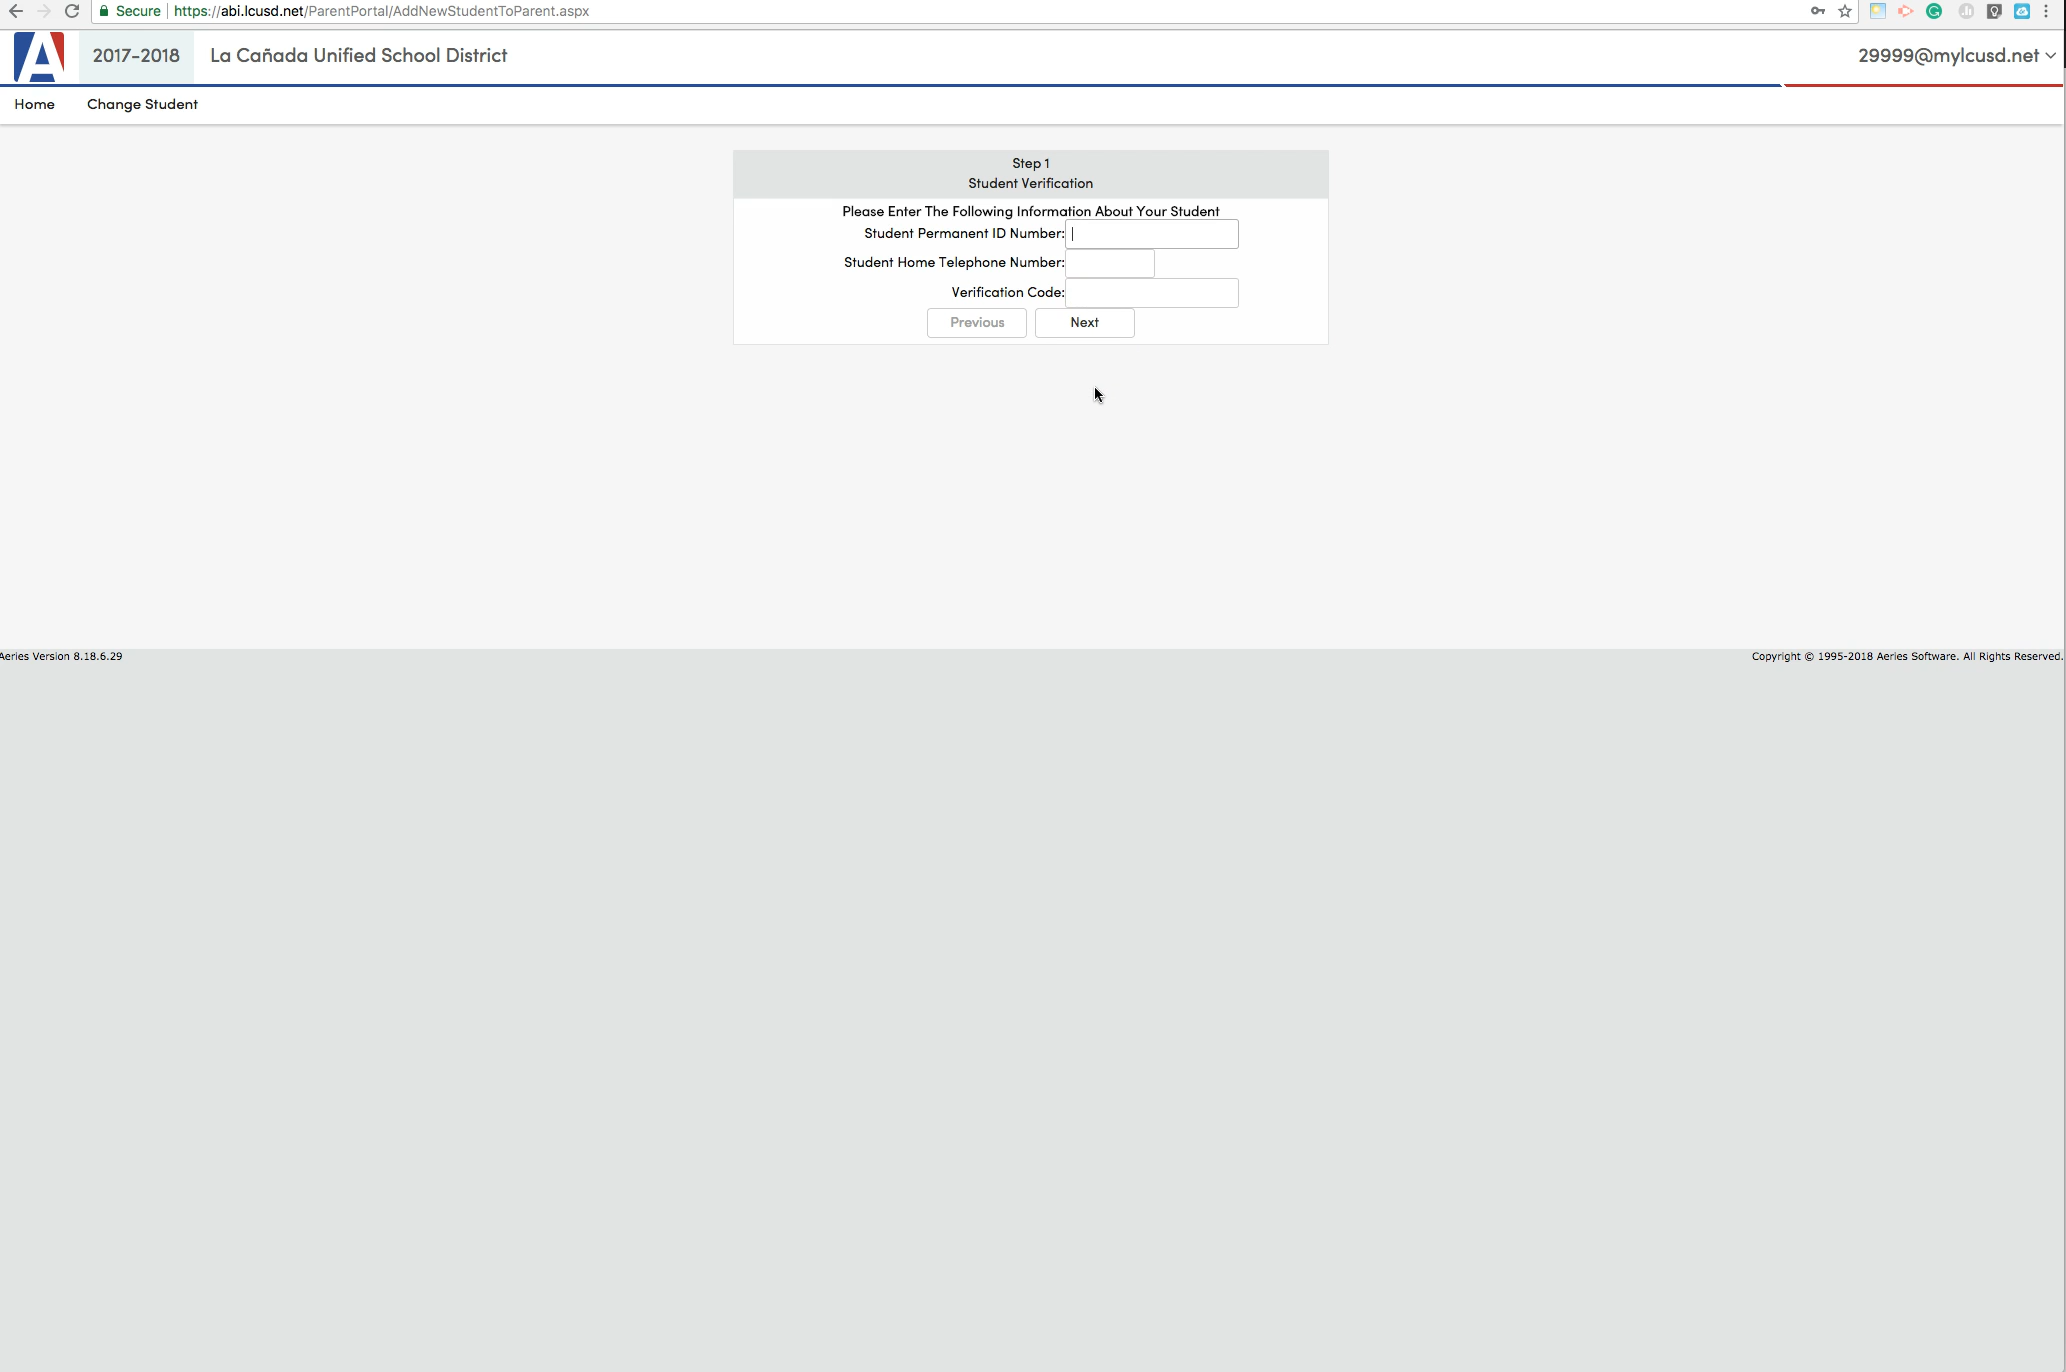 Secure https://abi.lcusd.net/ParentPortal/AddNewStudentToParent.aspx
2017-2018 La Cañada Unified School District 29999@mylcusd.net
Home Change Student
Step 1
Student Verification
Please Enter The Following Information About Your Student
Student Permanent ID Number:
Student Home Telephone Number:
Verification Code:
Previous Next
Aeries Version 8.18.6.29 Copyright © 1995-2018 Aeries Software. All Rights Reserved.